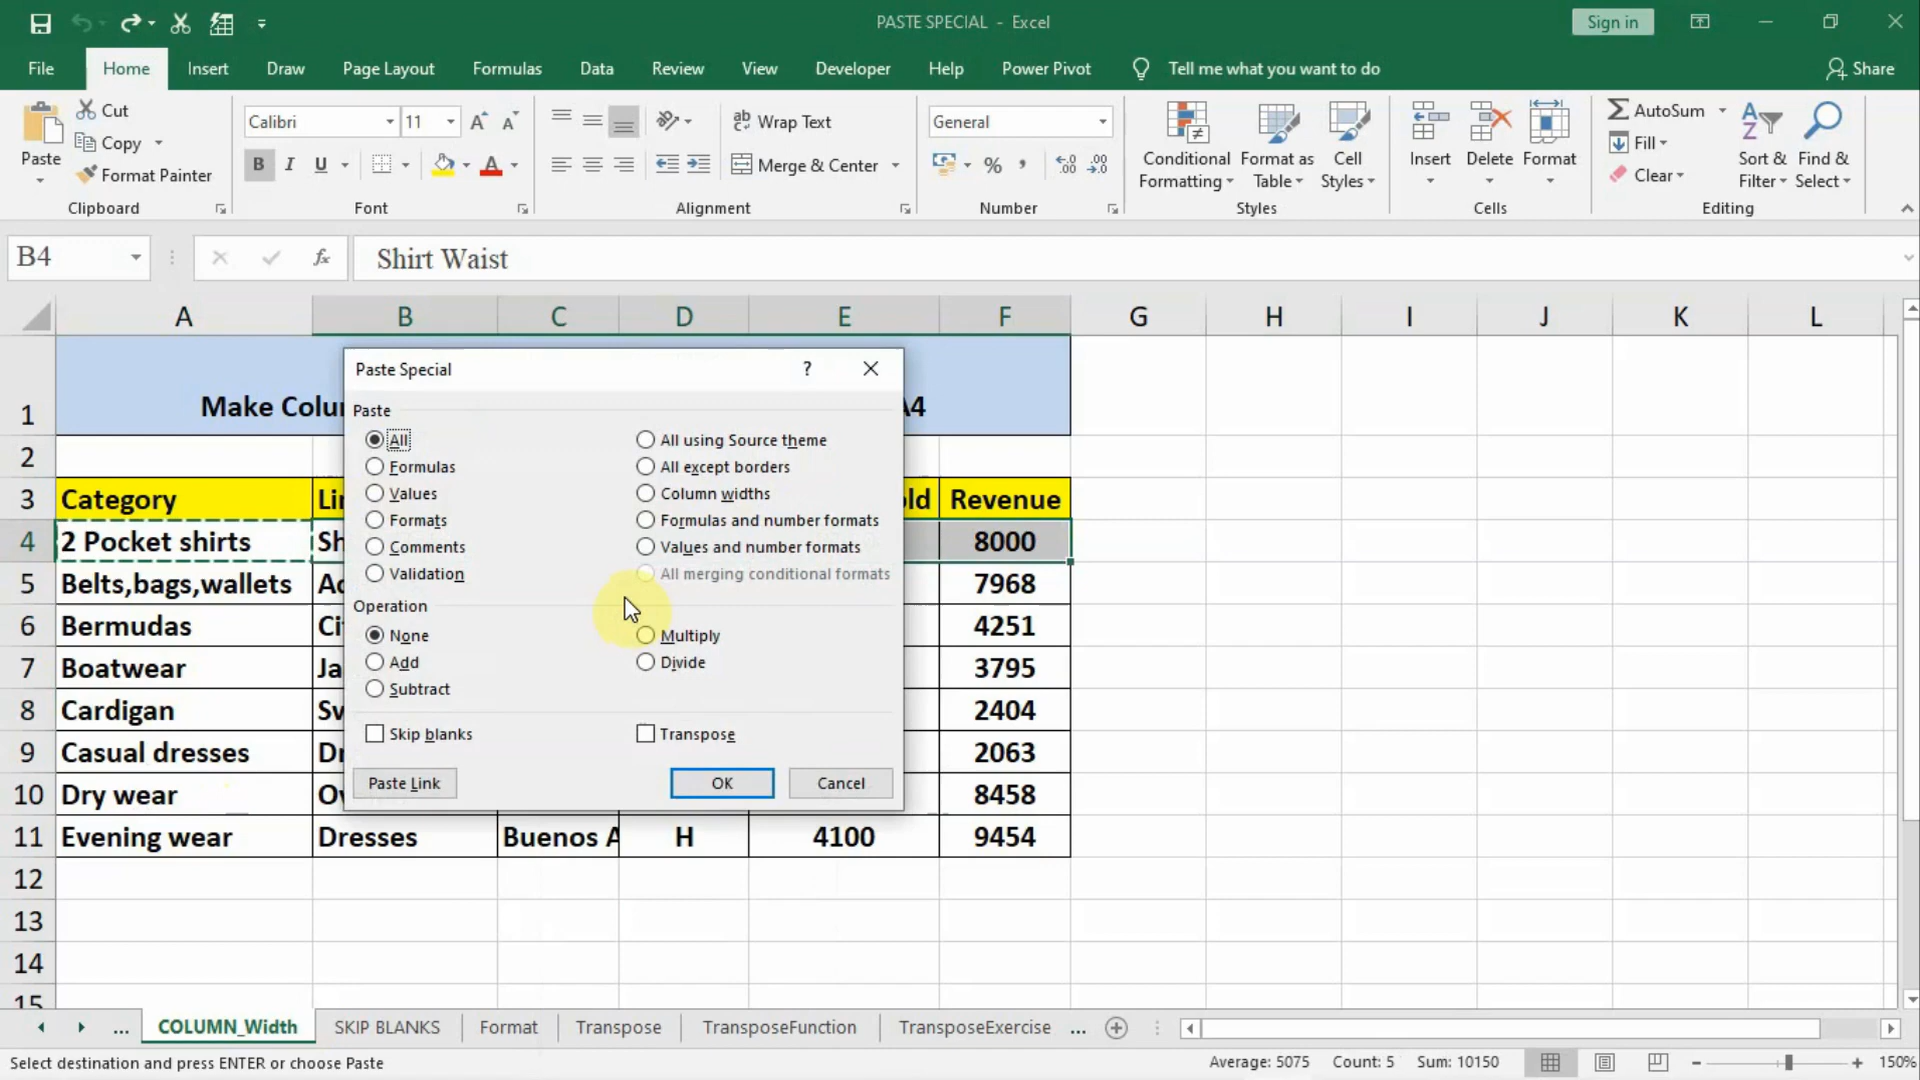 PASTE SPECIAL - Excel
Sign in
File Home Insert Draw Page Layout Formulas Data Review View Developer Help Power Pivot Tell me what you want to do Share
Paste
Cut
Copy
Format Painter
Clipboard
Calibri 11
B I U
Font
Wrap Text
Merge & Center
Alignment
General
%
Number
Conditional Formatting
Format as Table
Cell Styles
Styles
Insert
Delete
Format
Cells
AutoSum
Fill
Clear
Sort & Filter
Find & Select
Editing
B4 fx Shirt Waist
A B C D E F G H I J K L
1 Make Colu A4
2
3 Category Li ld Revenue
4 2 Pocket shirts Sh 8000
5 Belts,bags,wallets Ac 7968
6 Bermudas Ci 4251
7 Boatwear Ja 3795
8 Cardigan Sv 2404
9 Casual dresses Dr 2063
10 Dry wear Ov 8458
11 Evening wear Dresses Buenos A H 4100 9454
12
13
14
15
Paste Special ?
Paste
All
All using Source theme
Formulas
All except borders
Values
Column widths
Formats
Formulas and number formats
Comments
Values and number formats
Validation
All merging conditional formats
Operation
None
Multiply
Add
Divide
Subtract
Skip blanks
Transpose
Paste Link OK Cancel
... COLUMN_Width SKIP BLANKS Format Transpose TransposeFunction TransposeExercise ...
Select destination and press ENTER or choose Paste Average: 5075 Count: 5 Sum: 10150 150%